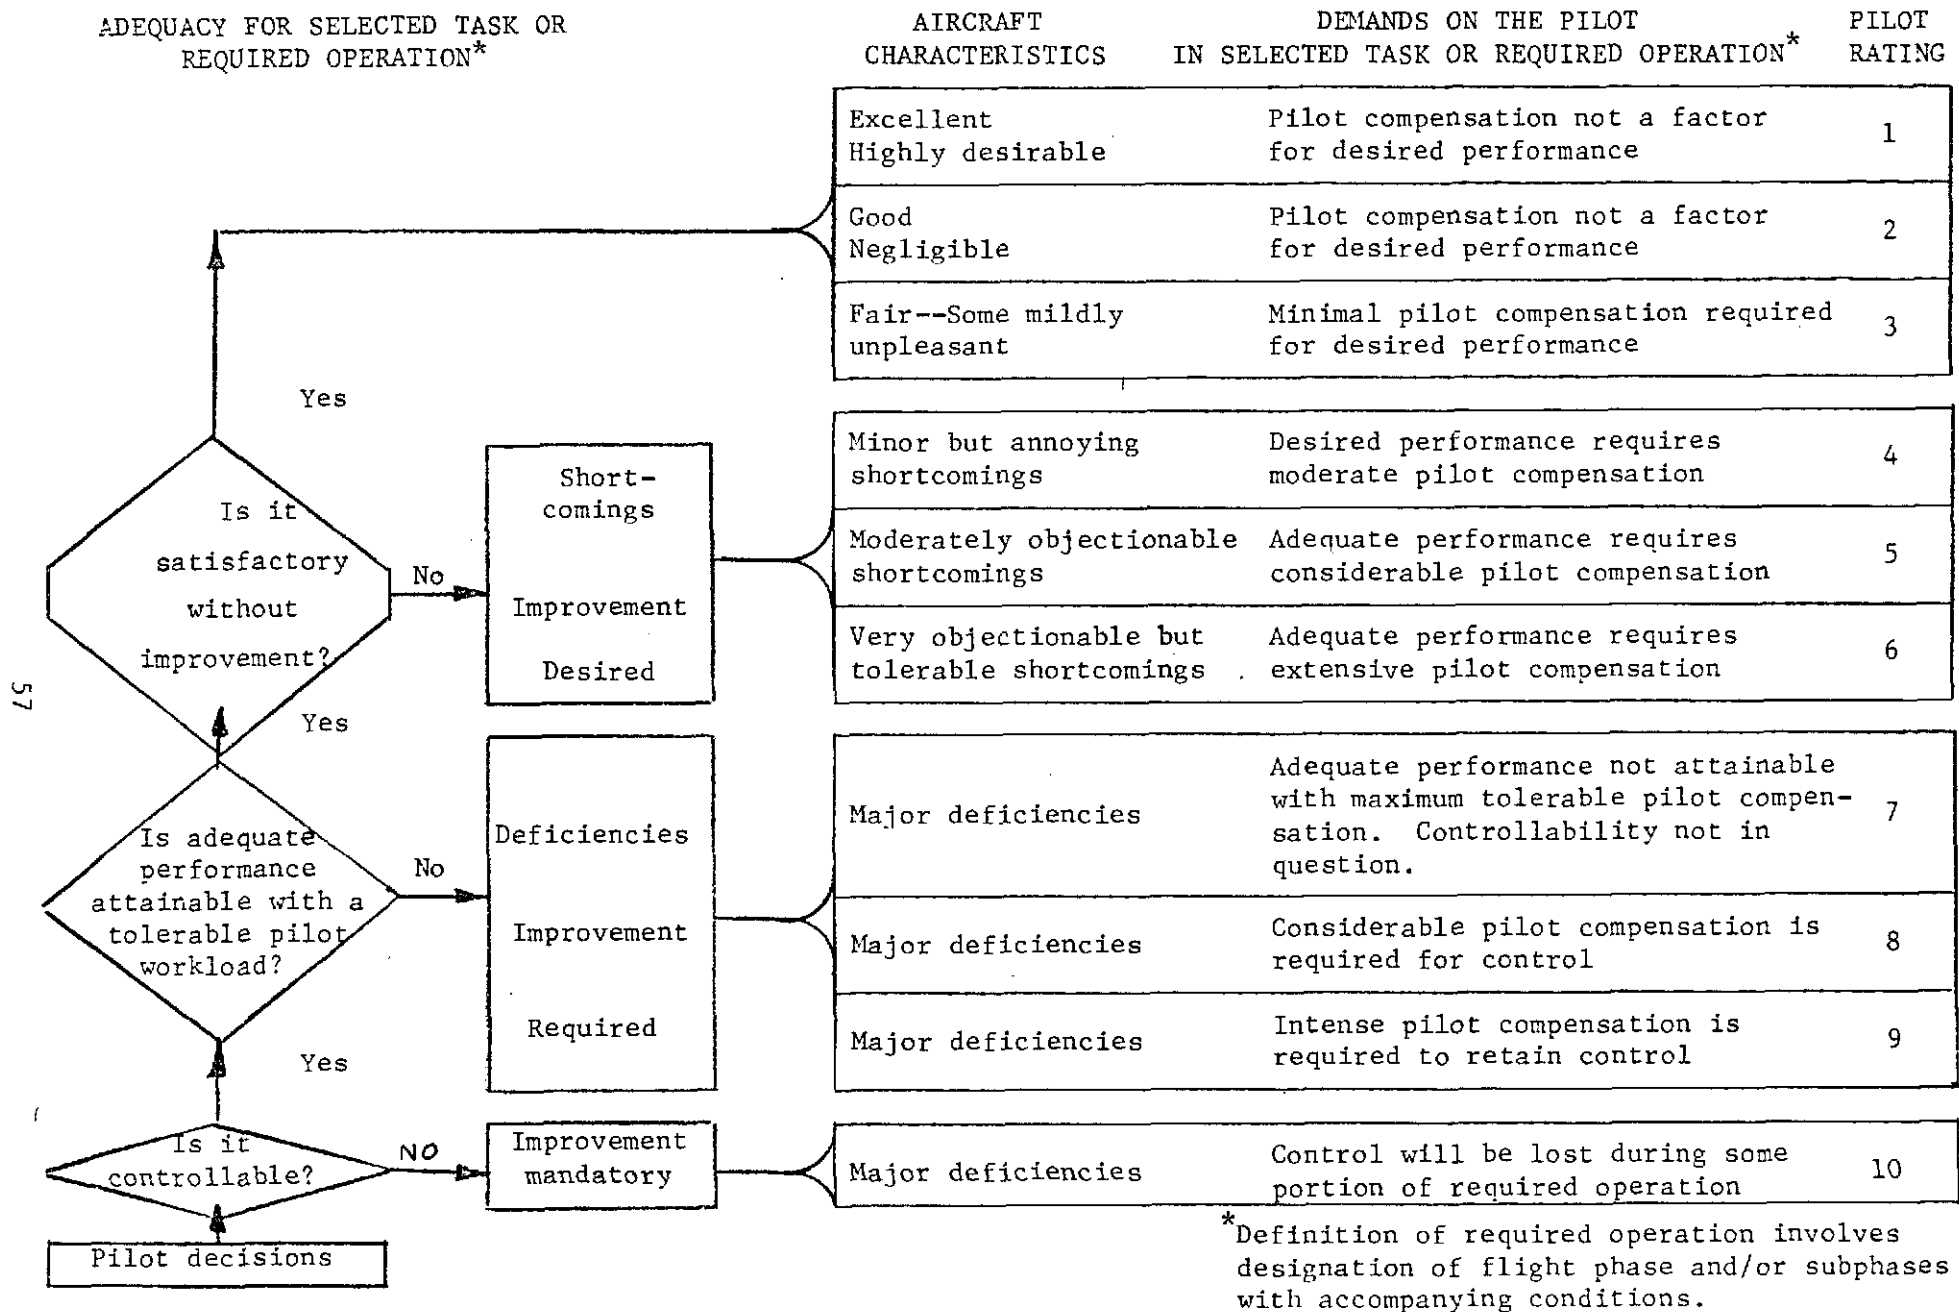 ADEQUACY FOR SELECTED TASK OR
REQUIRED OPERATION*
AIRCRAFT
CHARACTERISTICS
DEMANDS ON THE PILOT
IN SELECTED TASK OR REQUIRED OPERATION*
PILOT
RATING
Excellent
Highly desirable
Pilot compensation not a factor
for desired performance
1
Good
Negligible
Pilot compensation not a factor
for desired performance
2
Fair--Some mildly
unpleasant
Minimal pilot compensation required
for desired performance
3
Yes
Is it
satisfactory
without
improvement?
No
Short-
comings
Improvement
Desired
Minor but annoying
shortcomings
Desired performance requires
moderate pilot compensation
4
Moderately objectionable
shortcomings
Adequate performance requires
considerable pilot compensation
5
Very objectionable but
tolerable shortcomings
Adequate performance requires
extensive pilot compensation
6
57
Yes
Is adequate
performance
attainable with a
tolerable pilot
workload?
No
Deficiencies
Improvement
Required
Major deficiencies
Adequate performance not attainable
with maximum tolerable pilot compen-
sation. Controllability not in
question.
7
Major deficiencies
Considerable pilot compensation is
required for control
8
Major deficiencies
Intense pilot compensation is
required to retain control
9
Yes
Is it
controllable?
NO
Improvement
mandatory
Major deficiencies
Control will be lost during some
portion of required operation
10
Pilot decisions
*Definition of required operation involves
designation of flight phase and/or subphases
with accompanying conditions.